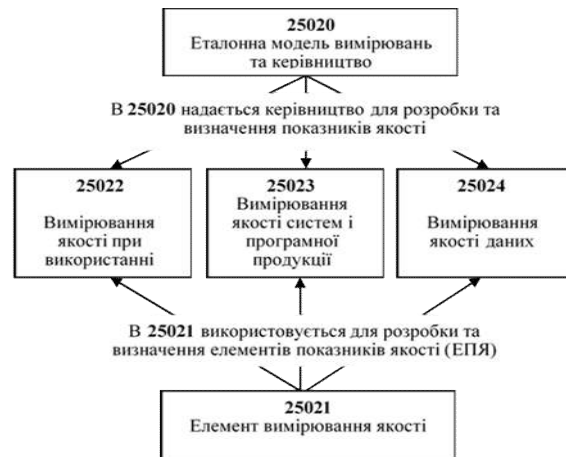 25020
Еталонна модель вимірювань
та керівництво
В 25020 надається керівництво для розробки та
визначення показників якості
25022
Вимірювання
якості при
використанні
25023
Вимірювання
якості систем і
програмної
продукції
25024
Вимірювання
якості даних
В 25021 використовується для розробки та
визначення елементів показників якості (ЕПЯ)
25021
Елемент вимірювання якості